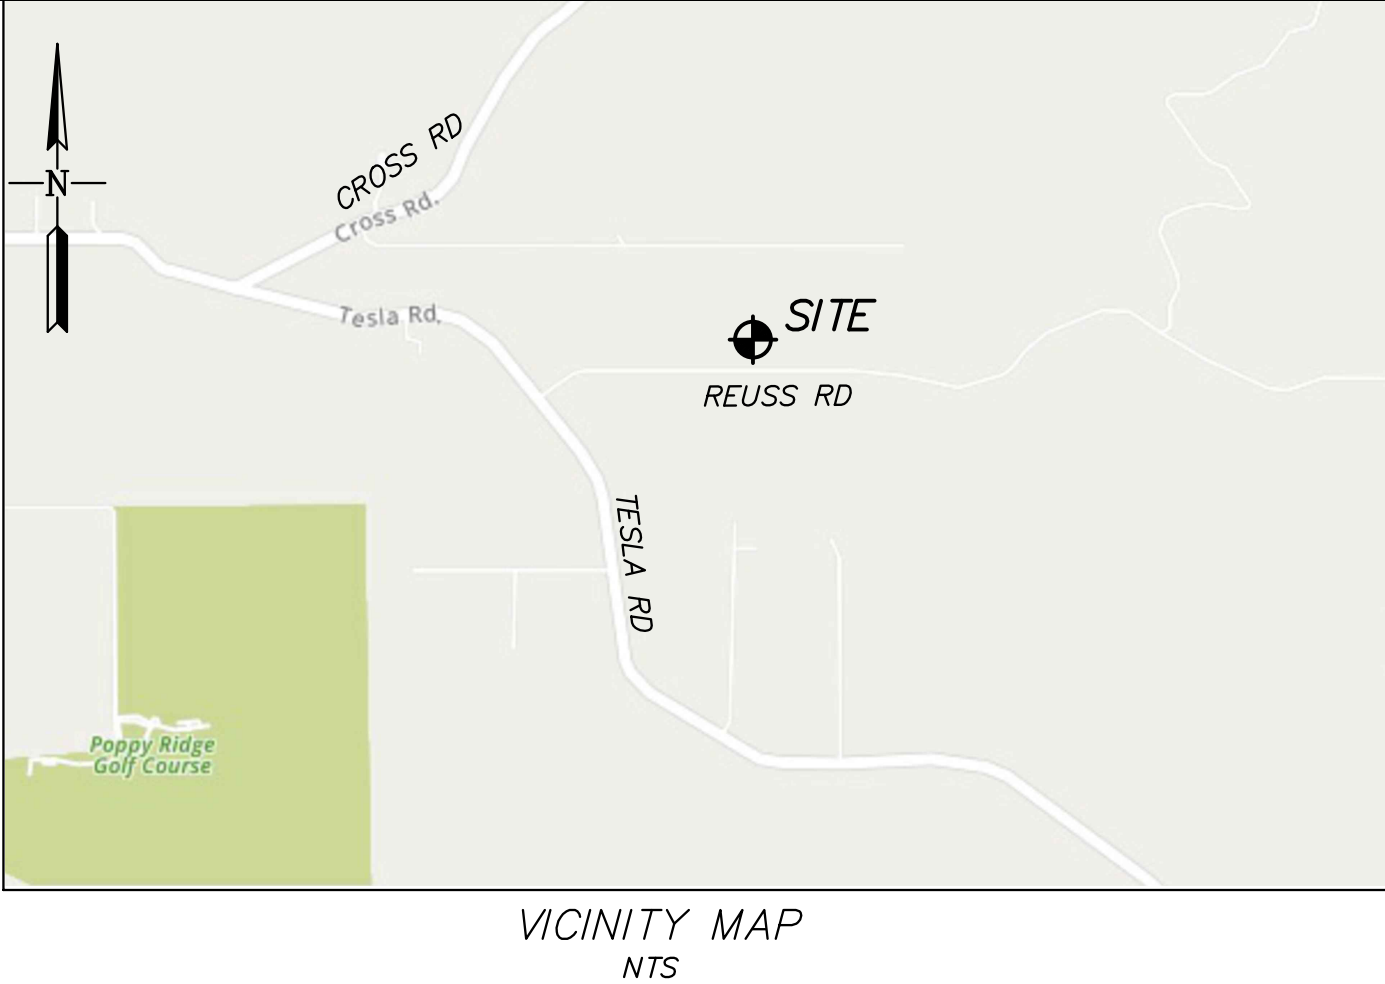 CROSS RD
N
Cross Rd.
SITE
Tesla Rd.
REUSS RD
TESLA RD
Poppy Ridge
Golf Course
VICINITY MAP
NTS